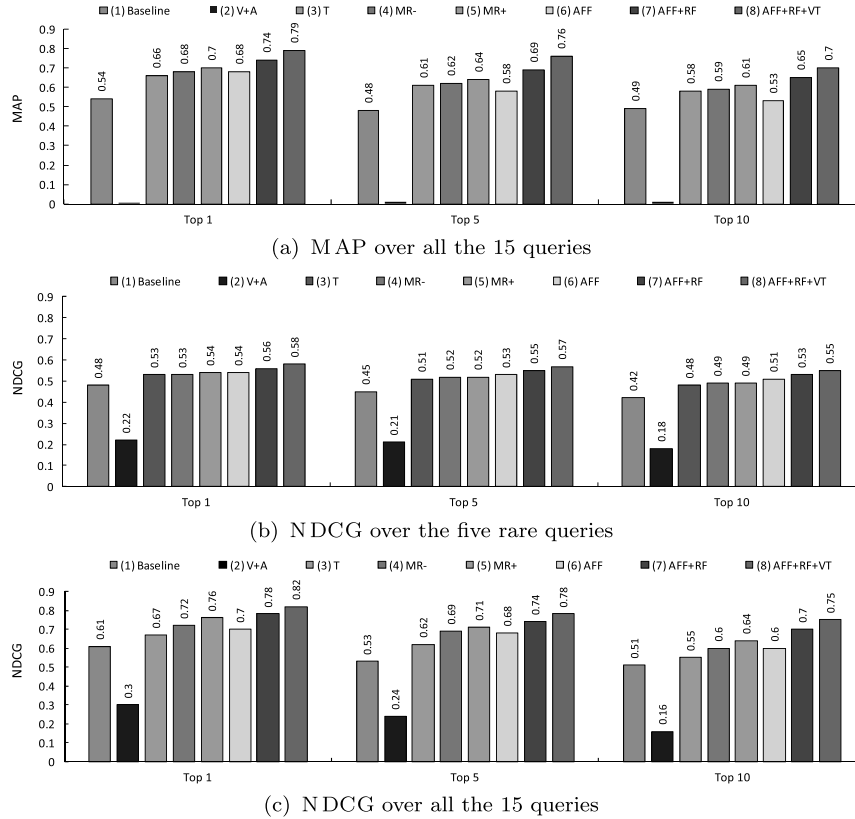 (1) Baseline (2) V+A (3) T (4) MR- (5) MR+ (6) AFF (7) AFF+RF (8) AFF+RF+VT
MAP
0.9
0.8
0.7
0.6
0.5
0.4
0.3
0.2
0.1
0
0.54 0.66 0.68 0.7 0.68 0.74 0.79
0.48 0.61 0.62 0.64 0.58 0.69 0.76
0.49 0.58 0.59 0.61 0.53 0.65 0.7
Top 1 Top 5 Top 10
(a) MAP over all the 15 queries
(1) Baseline (2) V+A (3) T (4) MR- (5) MR+ (6) AFF (7) AFF+RF (8) AFF+RF+VT
NDCG
0.9
0.8
0.7
0.6
0.5
0.4
0.3
0.2
0.1
0
0.48 0.22 0.53 0.53 0.54 0.54 0.56 0.58
0.45 0.21 0.51 0.52 0.52 0.53 0.55 0.57
0.42 0.18 0.48 0.49 0.49 0.51 0.53 0.55
Top 1 Top 5 Top 10
(b) NDCG over the five rare queries
(1) Baseline (2) V+A (3) T (4) MR- (5) MR+ (6) AFF (7) AFF+RF (8) AFF+RF+VT
NDCG
0.9
0.8
0.7
0.6
0.5
0.4
0.3
0.2
0.1
0
0.61 0.3 0.67 0.72 0.76 0.7 0.78 0.82
0.53 0.24 0.62 0.69 0.71 0.68 0.74 0.78
0.51 0.16 0.55 0.6 0.64 0.6 0.7 0.75
Top 1 Top 5 Top 10
(c) NDCG over all the 15 queries